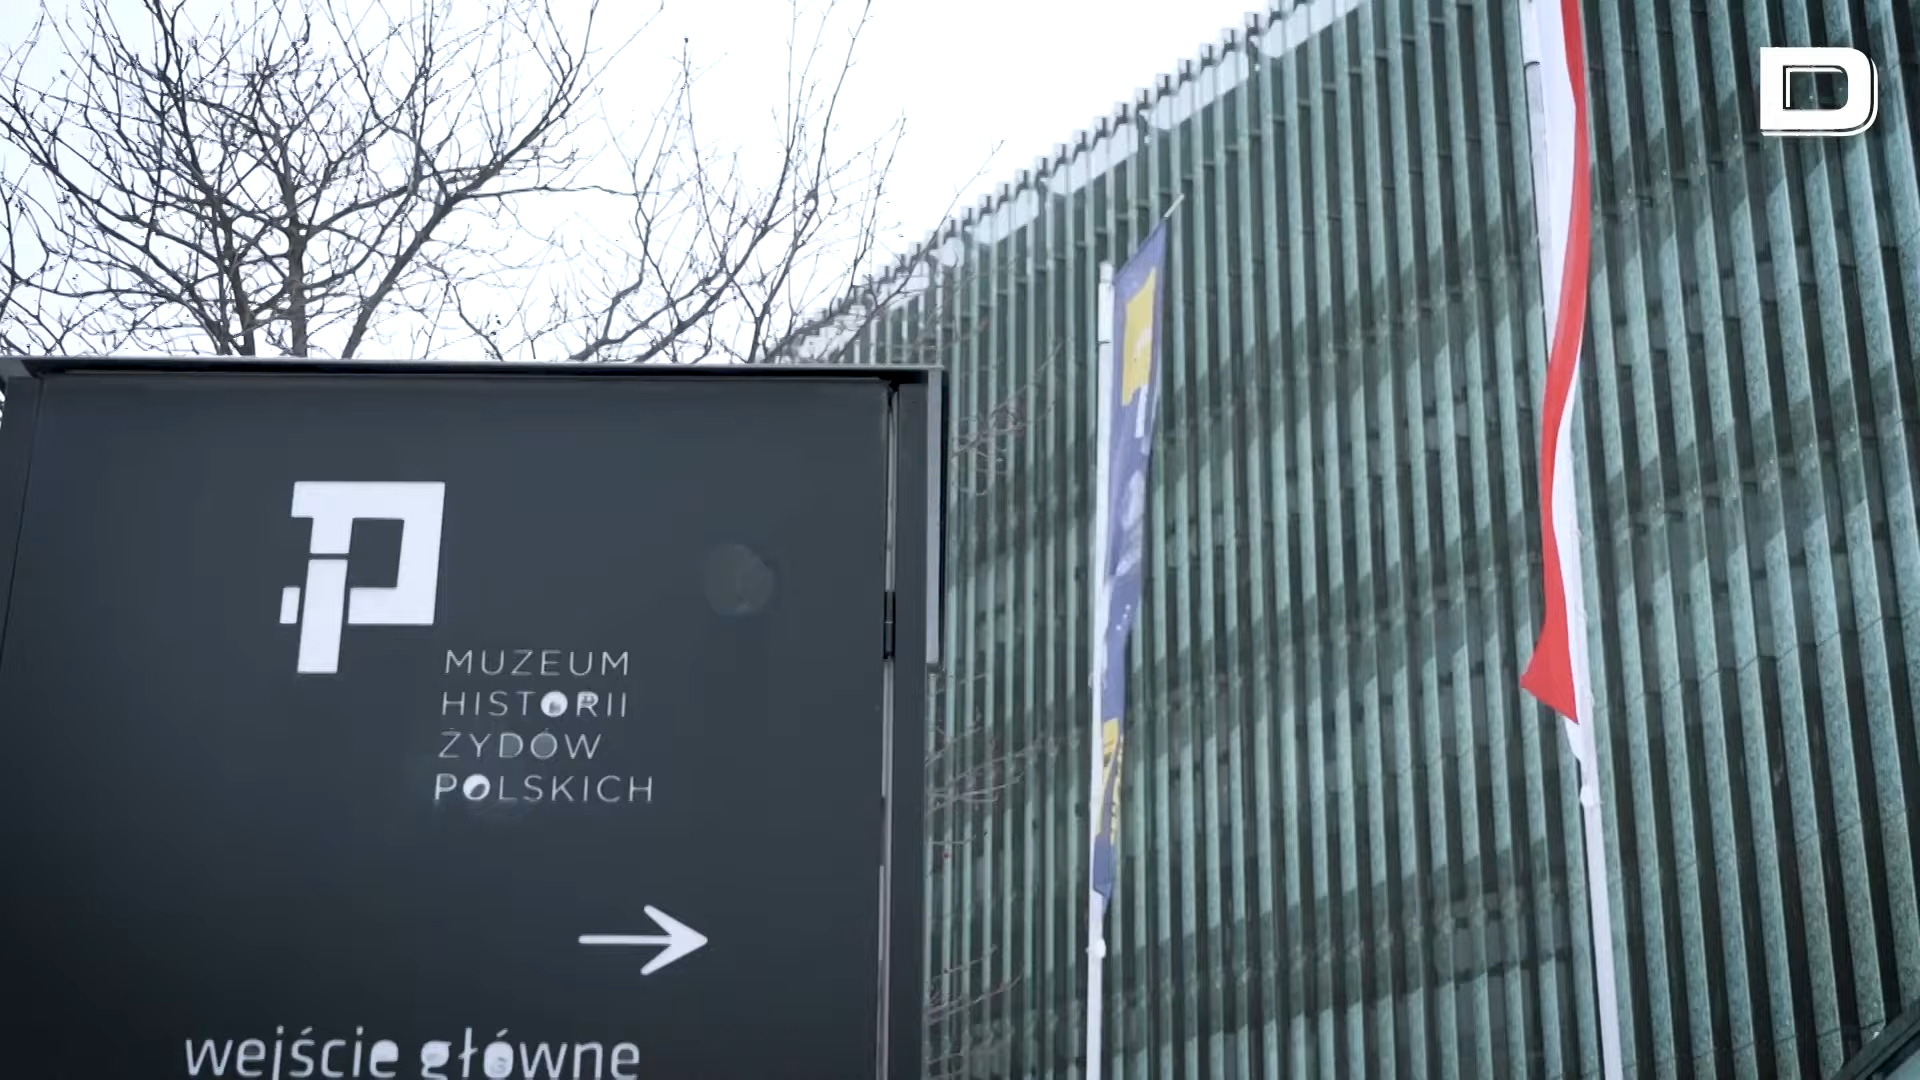 D
MUZEUM
HISTORII
ŻYDÓW
POLSKICH
wejście główne